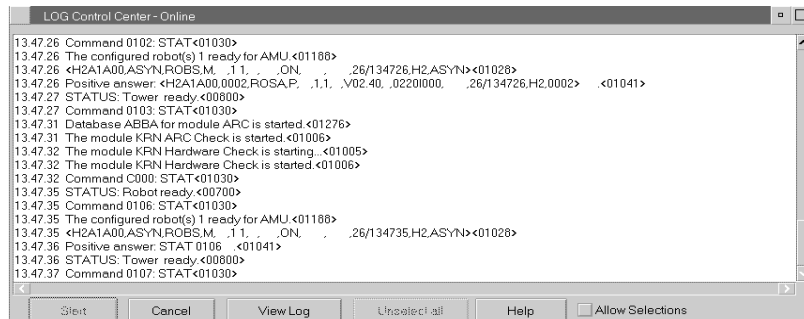 LOG Control Center - Online
13.47.26 Command 0102: STAT<01030>
13.47.26 The configured robot(s) 1 ready for AMU.<01188>
13.47.26 <H2A1A00,ASYN,ROBS,M, ,1 1, , ,ON, , ,26/134726,H2,ASYN><01028>
13.47.26 Positive answer: <H2A1A00,0002,ROSA,P, ,1,1, ,V02.40, ,0220I000, ,26/134726,H2,0002> .<01041>
13.47.27 STATUS: Tower ready.<00800>
13.47.27 Command 0103: STAT<01030>
13.47.31 Database ABBA for module ARC is started.<01276>
13.47.31 The module KRN ARC Check is started.<01006>
13.47.32 The module KRN Hardware Check is starting...<01005>
13.47.32 The module KRN Hardware Check is started.<01006>
13.47.32 Command C000: STAT<01030>
13.47.35 STATUS: Robot ready.<00700>
13.47.35 Command 0106: STAT<01030>
13.47.35 The configured robot(s) 1 ready for AMU.<01188>
13.47.35 <H2A1A00,ASYN,ROBS,M, ,1 1, , ,ON, , ,26/134735,H2,ASYN><01028>
13.47.36 Positive answer: STAT 0106 .<01041>
13.47.36 STATUS: Tower ready.<00800>
13.47.37 Command 0107: STAT<01030>
Start Cancel View Log Unselect all Help Allow Selections